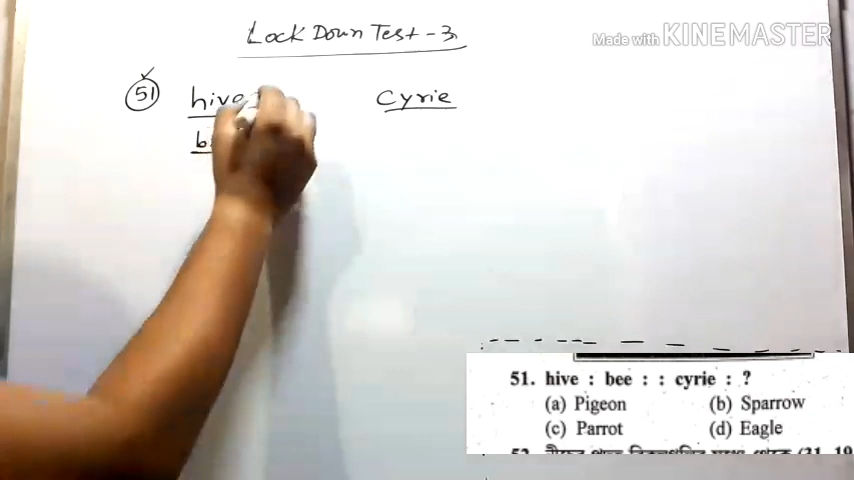 Lock Down Test - 3
Made with KINEMASTER
51 hive cyrie
51. hive : bee : : cyrie : ?
(a) Pigeon (b) Sparrow
(c) Parrot (d) Eagle